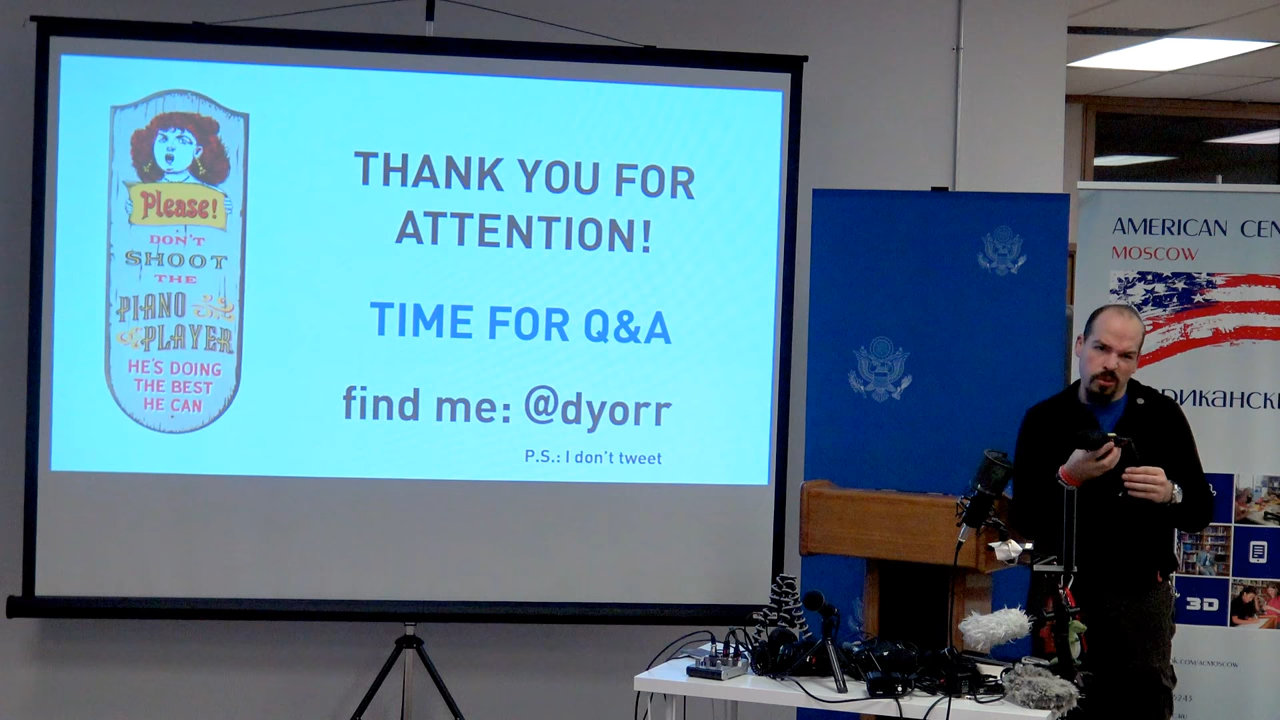 Please!
DON'T
SHOOT
THE
PIANO
PLAYER
HE'S DOING
THE BEST
HE CAN
THANK YOU FOR
ATTENTION!
TIME FOR Q&A
find me: @dyorr
P.S.: I don't tweet
AMERICAN CEN
MOSCOW
РИКАНСК
3D